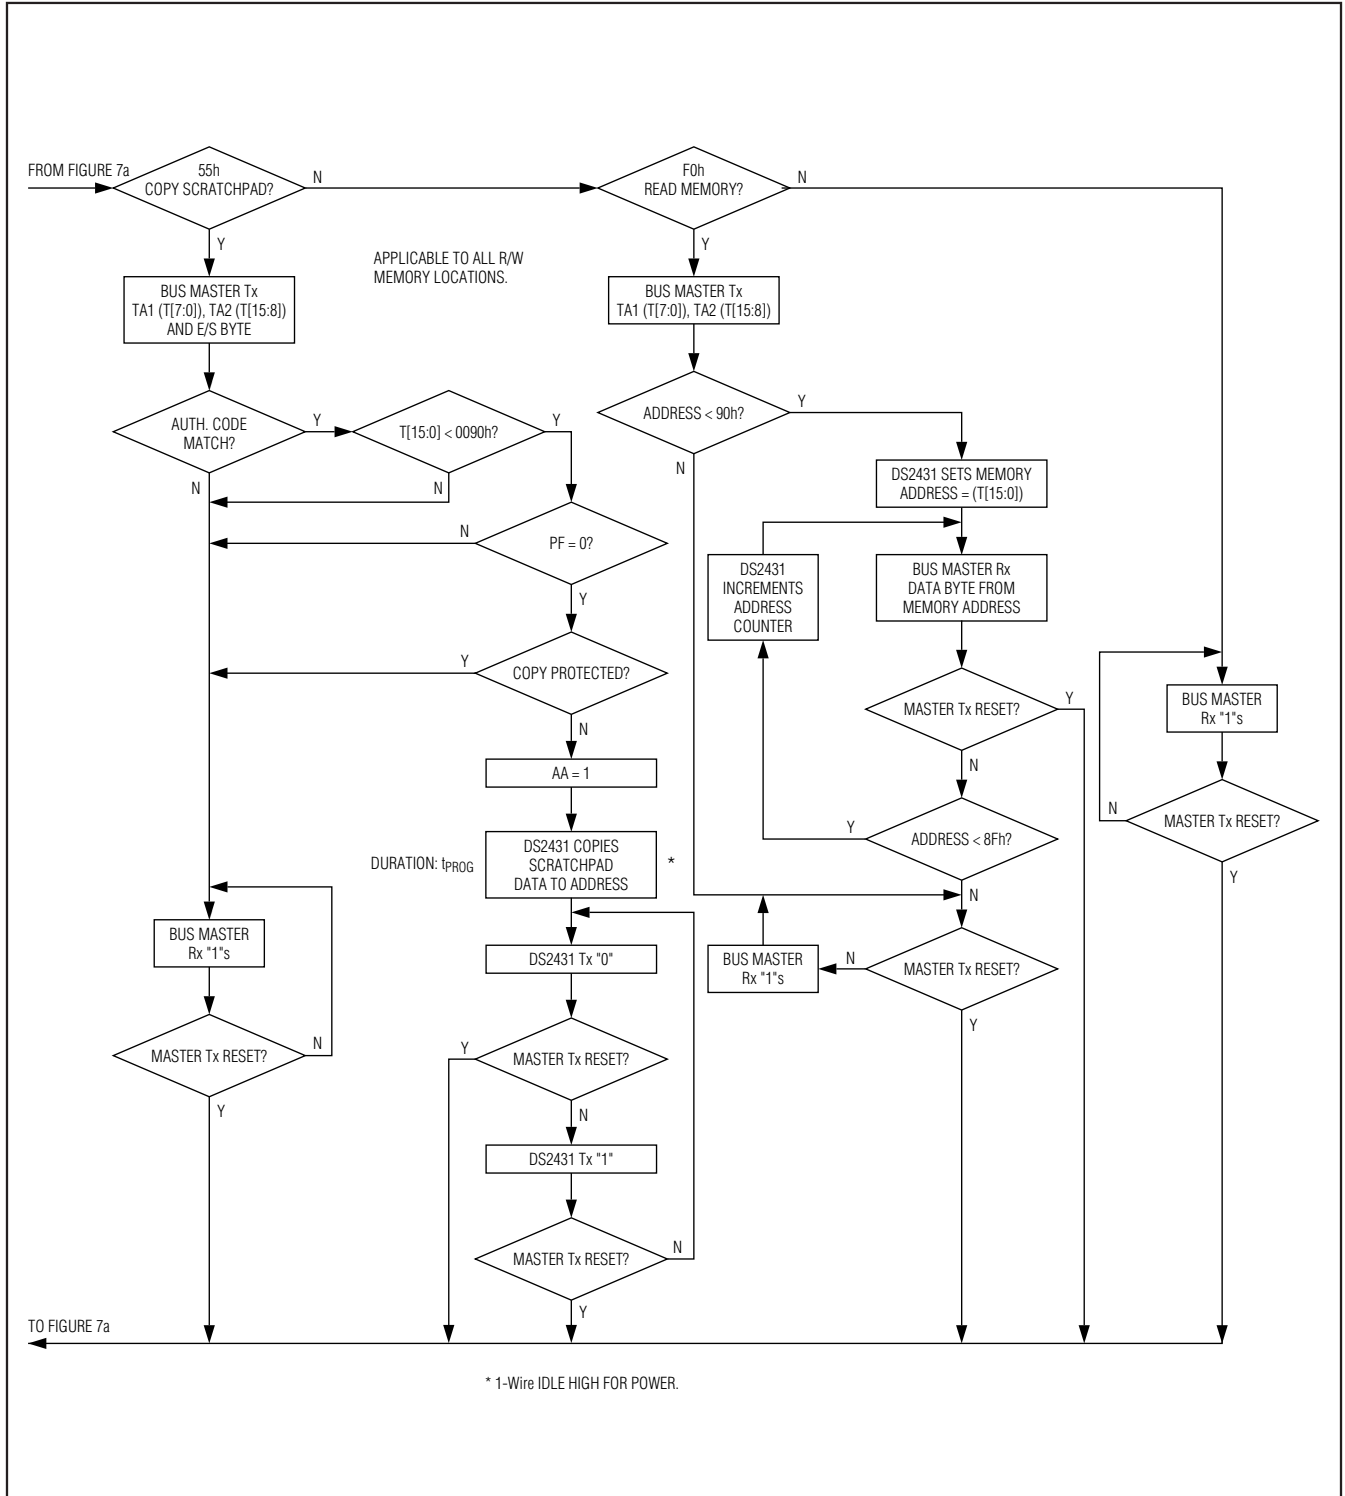 FROM FIGURE 7a
55h
COPY SCRATCHPAD?
N
F0h
READ MEMORY?
N
Y
APPLICABLE TO ALL R/W
MEMORY LOCATIONS.
Y
BUS MASTER Tx
TA1 (T[7:0]), TA2 (T[15:8])
AND E/S BYTE
BUS MASTER Tx
TA1 (T[7:0]), TA2 (T[15:8])
AUTH. CODE
MATCH?
Y
T[15:0] < 0090h?
Y
ADDRESS < 90h?
Y
N
N
N
DS2431 SETS MEMORY
ADDRESS = (T[15:0])
N
PF = 0?
Y
DS2431
INCREMENTS
ADDRESS
COUNTER
BUS MASTER Rx
DATA BYTE FROM
MEMORY ADDRESS
Y
COPY PROTECTED?
N
MASTER Tx RESET?
Y
N
BUS MASTER
Rx "1"s
AA = 1
N
MASTER Tx RESET?
Y
Y
ADDRESS < 8Fh?
N
DURATION: tPROG
DS2431 COPIES
SCRATCHPAD
DATA TO ADDRESS
*
BUS MASTER
Rx "1"s
DS2431 Tx "0"
BUS MASTER
Rx "1"s
N
MASTER Tx RESET?
Y
MASTER Tx RESET?
N
Y
Y
MASTER Tx RESET?
N
DS2431 Tx "1"
MASTER Tx RESET?
N
Y
TO FIGURE 7a
* 1-Wire IDLE HIGH FOR POWER.